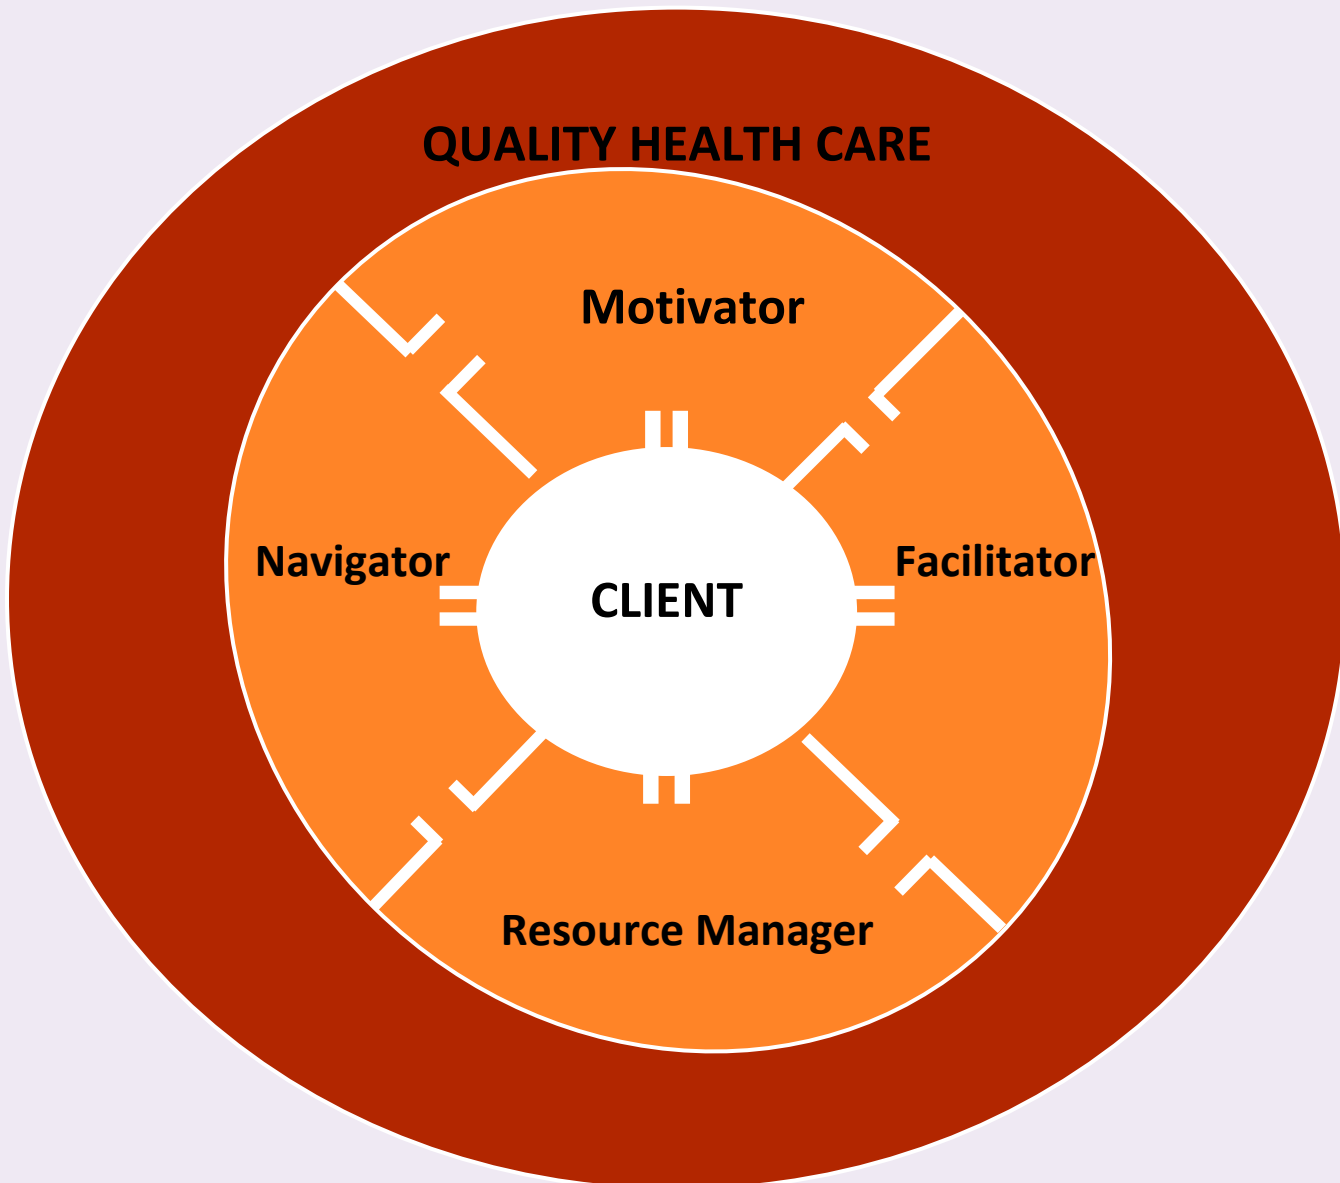 QUALITY HEALTH CARE
Motivator
Navigator
Facilitator
CLIENT
Resource Manager